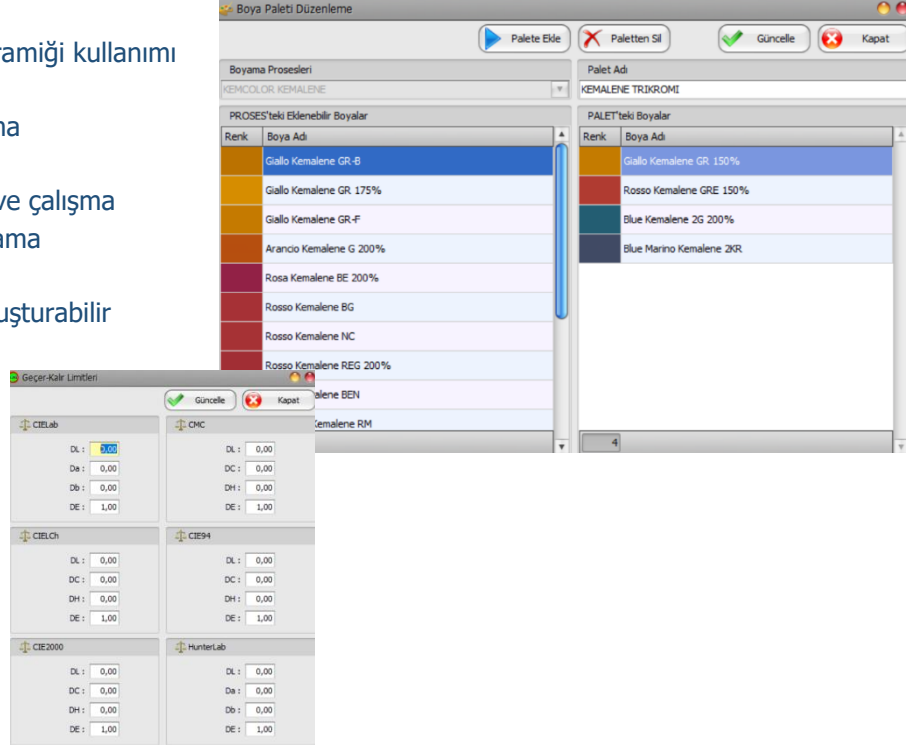 kullanımı
ve çalışma
Boya Paleti Düzenleme
Palete Ekle Paletten Sil Güncelle Kapat
Boyama Prosesleri
KEMCOLOR KEMALENE
Palet Adı
KEMALENE TRIKROMI
PROSES'teki Eklenebilir Boyalar
Renk Boya Adı
Giallo Kemalene GR-B
Giallo Kemalene GR 175%
Giallo Kemalene GR-F
Arancio Kemalene G 200%
Rosa Kemalene BE 200%
Rosso Kemalene BG
Rosso Kemalene NC
Rosso Kemalene REG 200%
BEN
Kemalene RM
PALET'teki Boyalar
Renk Boya Adı
Giallo Kemalene GR 150%
Rosso Kemalene GRE 150%
Blue Kemalene 2G 200%
Blue Marino Kemalene 2KR
4
Geçer-Kalır Limitleri
Güncelle Kapat
CIELab
DL : 0,00
Da : 0,00
Db : 0,00
DE : 1,00
CMC
DL : 0,00
DC : 0,00
DH : 0,00
DE : 1,00
CIELCh
DL : 0,00
DC : 0,00
DH : 0,00
DE : 1,00
CIE94
DL : 0,00
DC : 0,00
DH : 0,00
DE : 1,00
CIE2000
DL : 0,00
DC : 0,00
DH : 0,00
DE : 1,00
HunterLab
DL : 0,00
Da : 0,00
Db : 0,00
DE : 1,00